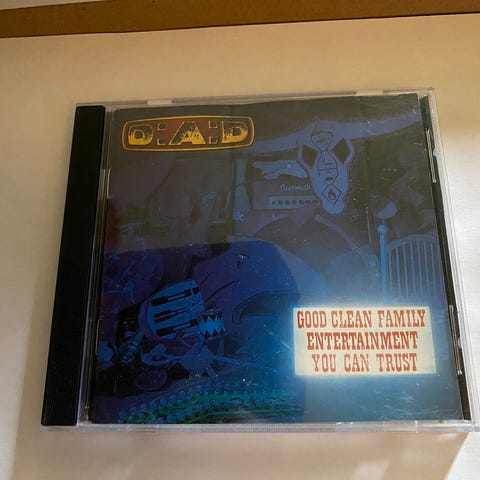 D:A:D
GOOD CLEAN FAMILY
ENTERTAINMENT
YOU CAN TRUST